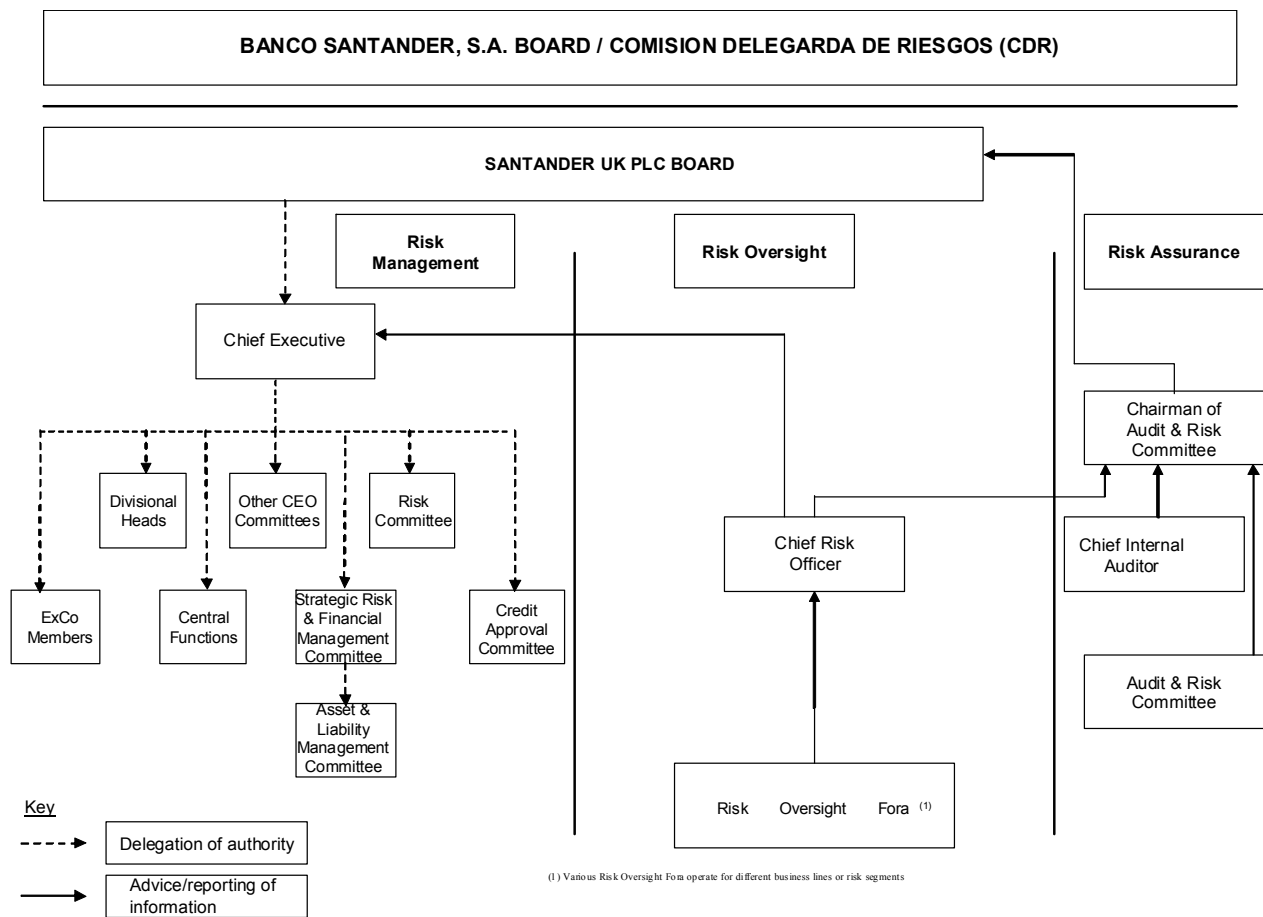 BANCO SANTANDER, S.A. BOARD / COMISION DELEGARDA DE RIESGOS (CDR)
SANTANDER UK PLC BOARD
Risk
Management
Risk Oversight
Risk Assurance
Chief Executive
Chairman of
Audit & Risk
Committee
Divisional
Heads
Other CEO
Committees
Risk
Committee
Chief Risk
Officer
Chief Internal
Auditor
ExCo
Members
Central
Functions
Strategic Risk
& Financial
Management
Committee
Credit
Approval
Committee
Audit & Risk
Committee
Asset &
Liability
Management
Committee
Risk Oversight Fora (1)
Key
Delegation of authority
Advice/reporting of
information
(1) Various Risk Oversight Fora operate for different business lines or risk segments